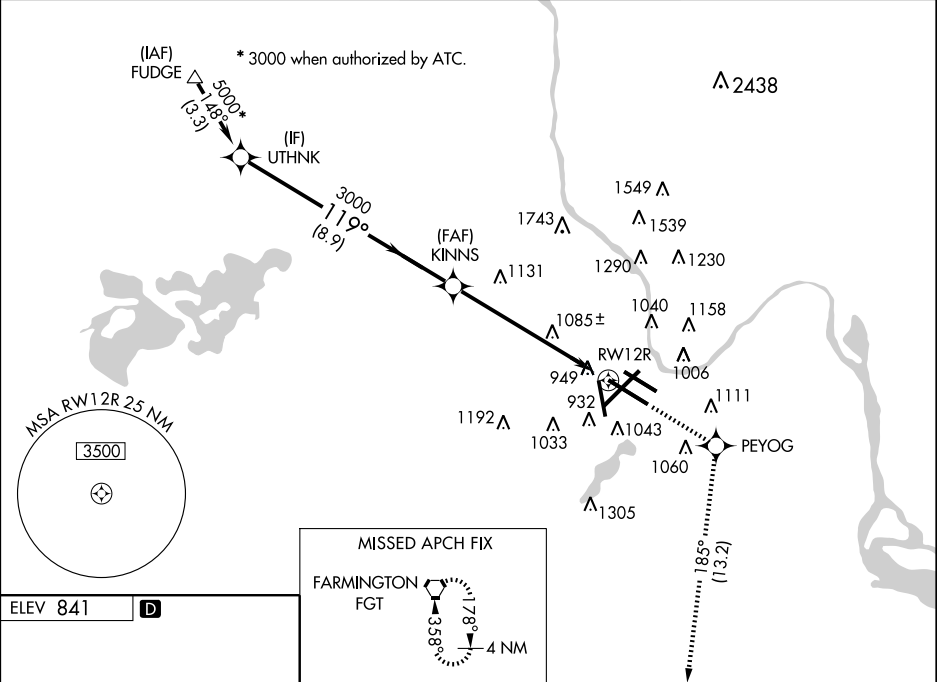 (IAF)
FUDGE
* 3000 when authorized by ATC.
5000*
148°
(3.3)
(IF)
UTHNK
2438
3000
119°
(8.9)
1549
1539
1743
1290
1230
(FAF)
KINNS
1131
1085±
1040
1158
RW12R
1006
949
932
1111
1192
1033
1043
1060
PEYOG
1305
185°
(13.2)
MSA RW12R 25 NM
3500
MISSED APCH FIX
FARMINGTON
FGT
358°
178°
4 NM
ELEV 841
D